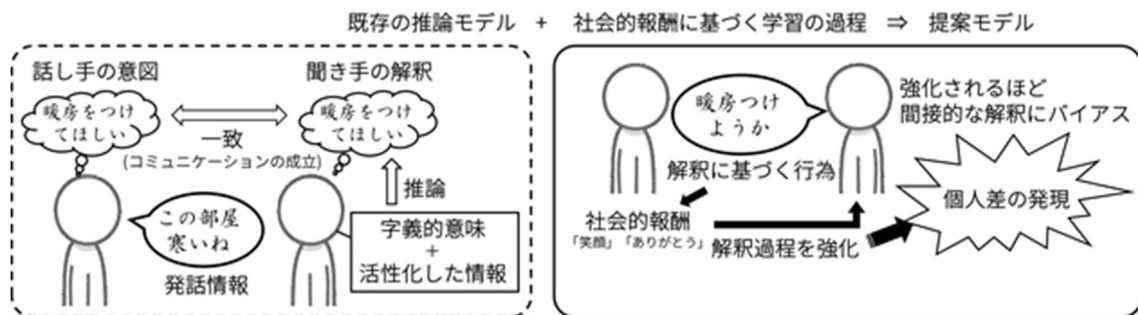 既存の推論モデル + 社会的報酬に基づく学習の過程 ⇒ 提案モデル
話し手の意図
聞き手の解釈
暖房をつけ
てほしい
一致
(コミュニケーションの成立)
暖房をつけ
てほしい
この部屋
寒いね
発話情報
推論
字義的意味
+
活性化した情報
暖房つけ
ようか
強化されるほど
間接的な解釈にバイアス
解釈に基づく行為
社会的報酬
「笑顔」「ありがとう」
解釈過程を強化
個人差の発現